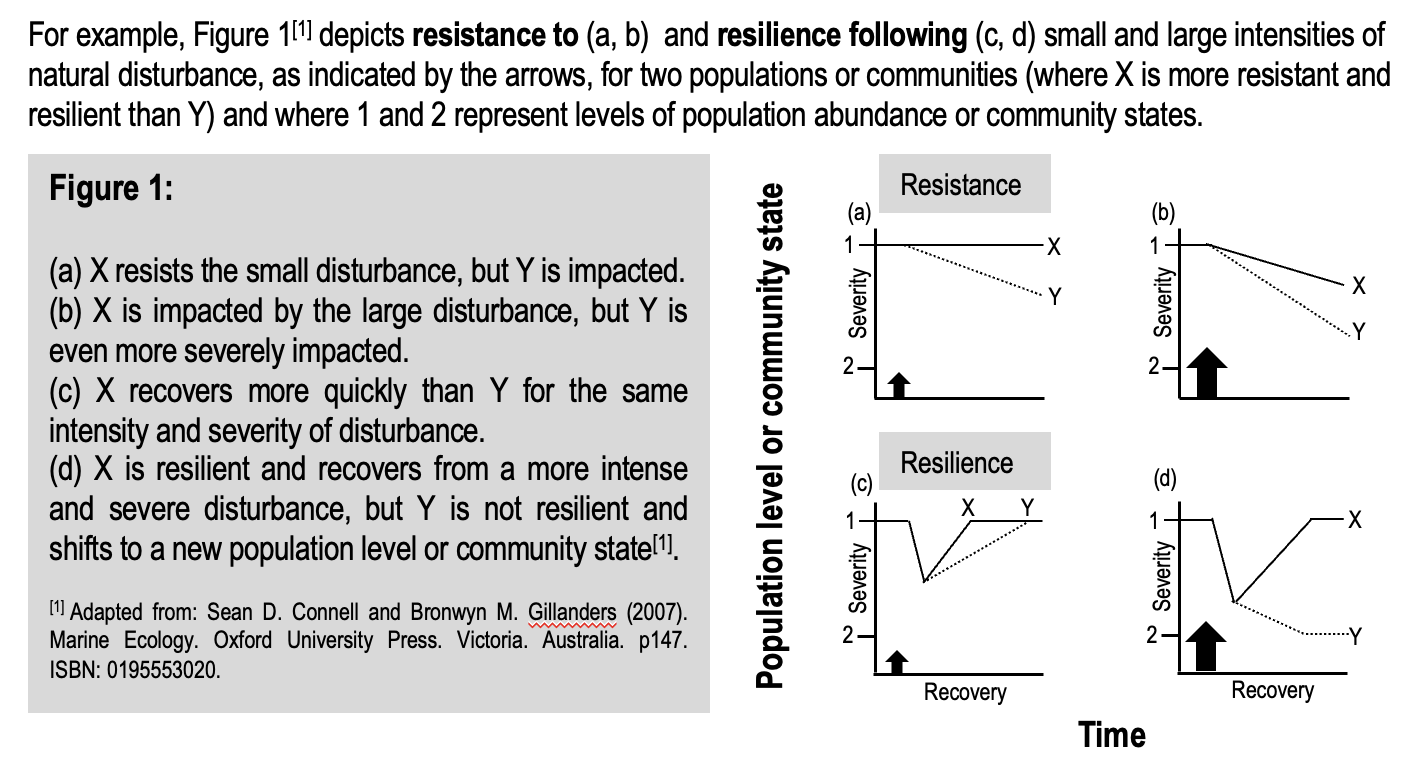 For example, Figure 1[1] depicts resistance to (a, b) and resilience following (c, d) small and large intensities of
natural disturbance, as indicated by the arrows, for two populations or communities (where X is more resistant and
resilient than Y) and where 1 and 2 represent levels of population abundance or community states.
Figure 1:
(a) X resists the small disturbance, but Y is impacted.
(b) X is impacted by the large disturbance, but Y is
even more severely impacted.
(c) X recovers more quickly than Y for the same
intensity and severity of disturbance.
(d) X is resilient and recovers from a more intense
and severe disturbance, but Y is not resilient and
shifts to a new population level or community state[1].
[1] Adapted from: Sean D. Connell and Bronwyn M. Gillanders (2007).
Marine Ecology. Oxford University Press. Victoria. Australia. p147.
ISBN: 0195553020.
Population level or community state
Resistance
(a)
1
X
Severity
Y
2
(b)
1
Severity
X
Y
2
Resilience
(c)
X Y
1
Severity
2
Recovery
(d)
1
X
Severity
2
Y
Recovery
Time